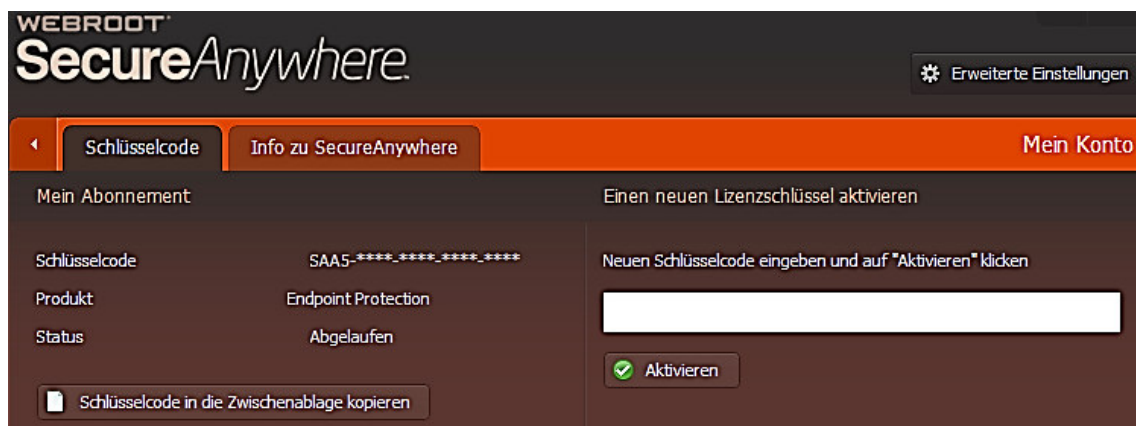 WEBROOT
SecureAnywhere.
Erweiterte Einstellungen
Schlüsselcode
Info zu SecureAnywhere
Mein Konto
Mein Abonnement
Einen neuen Lizenzschlüssel aktivieren
Schlüsselcode SAA5-****-****-****-****
Neuen Schlüsselcode eingeben und auf "Aktivieren" klicken
Produkt Endpoint Protection
Status Abgelaufen
Aktivieren
Schlüsselcode in die Zwischenablage kopieren